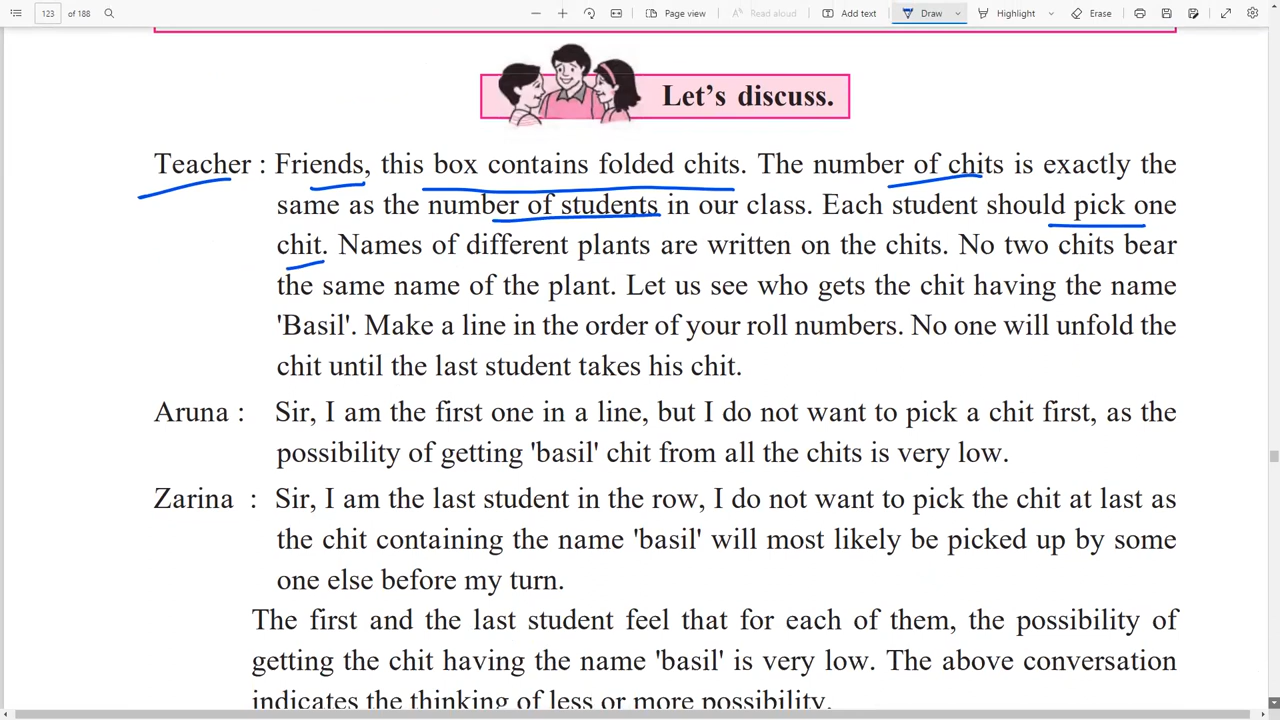 123 of 188 Page view Read aloud Add text Draw Highlight Erase
Let's discuss.
Teacher : Friends, this box contains folded chits. The number of chits is exactly the
same as the number of students in our class. Each student should pick one
chit. Names of different plants are written on the chits. No two chits bear
the same name of the plant. Let us see who gets the chit having the name
'Basil'. Make a line in the order of your roll numbers. No one will unfold the
chit until the last student takes his chit.
Aruna : Sir, I am the first one in a line, but I do not want to pick a chit first, as the
possibility of getting 'basil' chit from all the chits is very low.
Zarina : Sir, I am the last student in the row, I do not want to pick the chit at last as
the chit containing the name 'basil' will most likely be picked up by some
one else before my turn.
The first and the last student feel that for each of them, the possibility of
getting the chit having the name 'basil' is very low. The above conversation
indicates the thinking of less or more possibility.